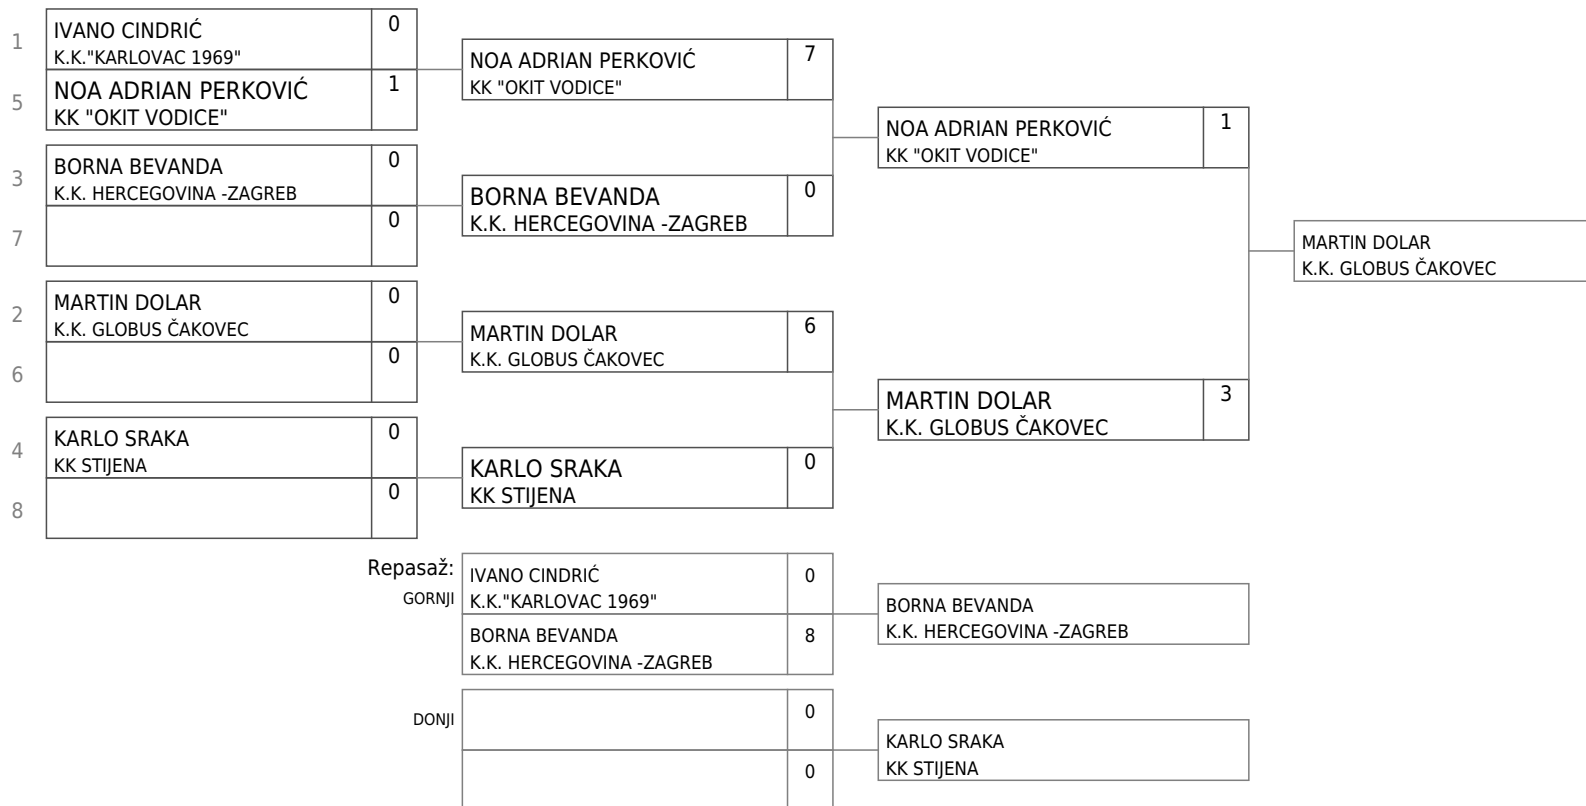 1
IVANO CINDRIĆ
K.K."KARLOVAC 1969"
0
5
NOA ADRIAN PERKOVIĆ
KK "OKIT VODICE"
1
3
BORNA BEVANDA
K.K. HERCEGOVINA -ZAGREB
0
7
0
2
MARTIN DOLAR
K.K. GLOBUS ČAKOVEC
0
6
0
4
KARLO SRAKA
KK STIJENA
0
8
0
NOA ADRIAN PERKOVIĆ
KK "OKIT VODICE"
7
BORNA BEVANDA
K.K. HERCEGOVINA -ZAGREB
0
MARTIN DOLAR
K.K. GLOBUS ČAKOVEC
6
KARLO SRAKA
KK STIJENA
0
NOA ADRIAN PERKOVIĆ
KK "OKIT VODICE"
1
MARTIN DOLAR
K.K. GLOBUS ČAKOVEC
3
MARTIN DOLAR
K.K. GLOBUS ČAKOVEC
Repasaž:
GORNJI
IVANO CINDRIĆ
K.K."KARLOVAC 1969"
0
BORNA BEVANDA
K.K. HERCEGOVINA -ZAGREB
8
BORNA BEVANDA
K.K. HERCEGOVINA -ZAGREB
DONJI
0
0
KARLO SRAKA
KK STIJENA